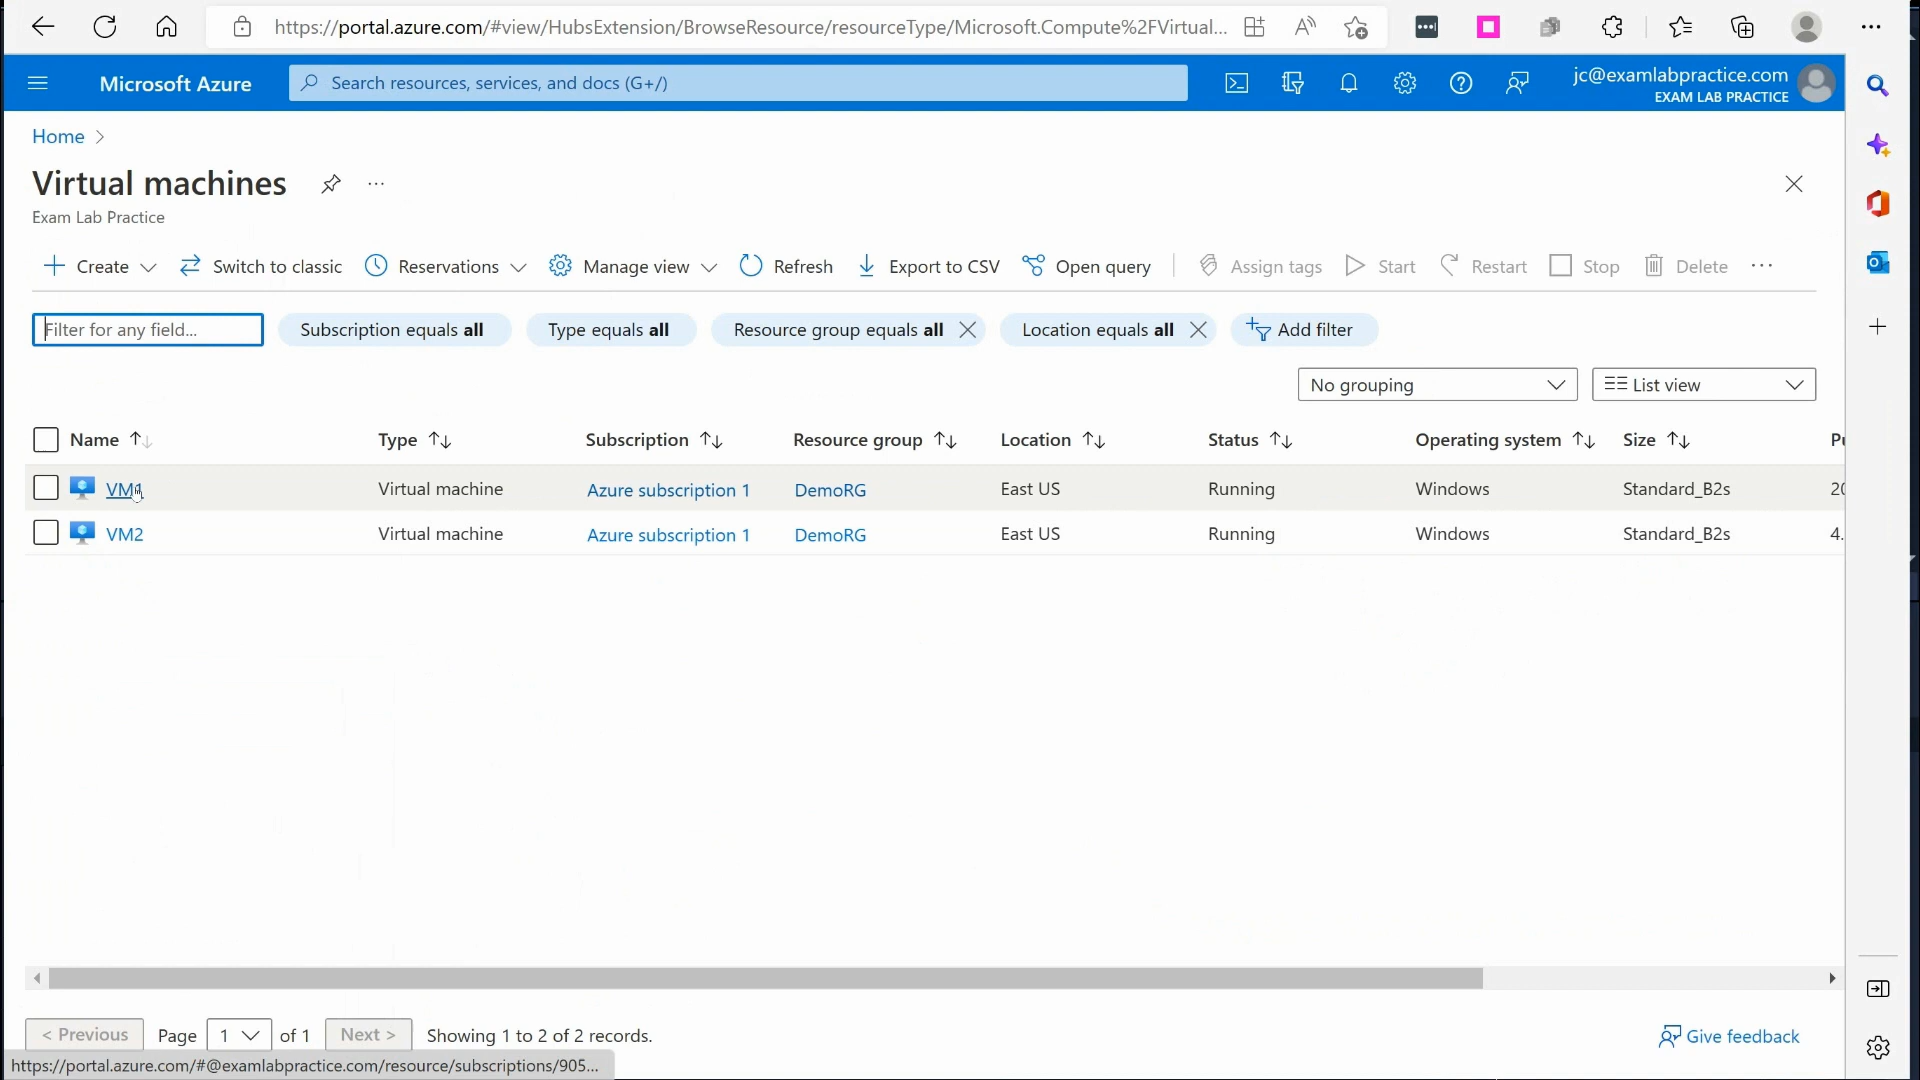 https://portal.azure.com/#view/HubsExtension/BrowseResource/resourceType/Microsoft.Compute%2FVirtual...
Microsoft Azure
Search resources, services, and docs (G+/)
jc@examlabpractice.com
EXAM LAB PRACTICE
Home
Virtual machines
Exam Lab Practice
Create
Switch to classic
Reservations
Manage view
Refresh
Export to CSV
Open query
Assign tags
Start
Restart
Stop
Delete
Filter for any field...
Subscription equals all
Type equals all
Resource group equals all
Location equals all
Add filter
No grouping
List view
Name Type Subscription Resource group Location Status Operating system Size
VM1 Virtual machine Azure subscription 1 DemoRG East US Running Windows Standard_B2s
VM2 Virtual machine Azure subscription 1 DemoRG East US Running Windows Standard_B2s 4.
< Previous Page 1 of 1 Next > Showing 1 to 2 of 2 records.
Give feedback
https://portal.azure.com/#@examlabpractice.com/resource/subscriptions/905...